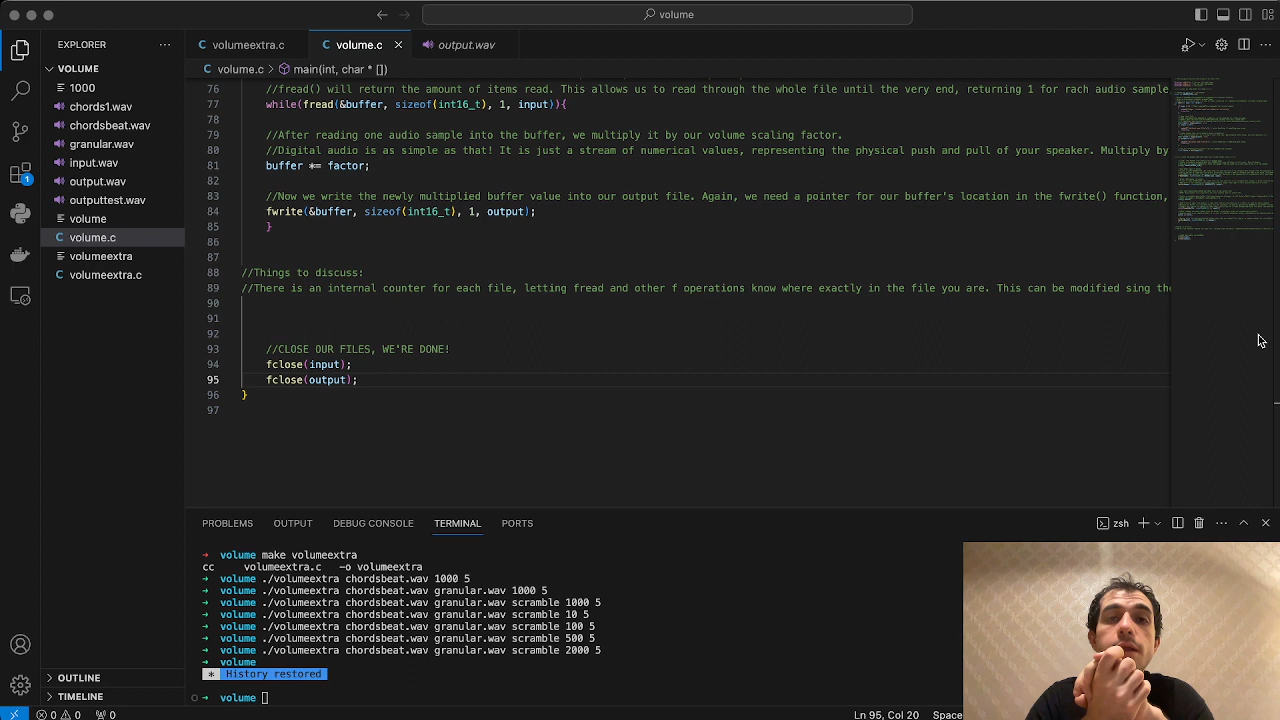 volume
EXPLORER
volumeextra.c
volume.c
output.wav
VOLUME
volume.c > main(int, char * [])
1000
chords1.wav
chordsbeat.wav
granular.wav
input.wav
output.wav
outputtest.wav
volume
volume.c
volumeextra
volumeextra.c
1
76 //fread() will return the amount of items read. This allows us to read through the whole file until the very end, returning 1 for rach audio sample
77 while(fread(&buffer, sizeof(int16_t), 1, input)){
78
79 //After reading one audio sample into the buffer, we multiply it by our volume scaling factor.
80 //Digital audio is as simple as that. It is just a stream of numerical values, representing the physical push and pull of your speaker. Multiply by
81 buffer *= factor;
82
83 //Now we write the newly multiplied sample value into our output file. Again, we need a pointer for our buffer's location in the fwrite() function,
84 fwrite(&buffer, sizeof(int16_t), 1, output);
85 }
86
87
88 //Things to discuss:
89 //There is an internal counter for each file, letting fread and other f operations know where exactly in the file you are. This can be modified sing the
90
91
92
93 //CLOSE OUR FILES, WE'RE DONE!
94 fclose(input);
95 fclose(output);
96 }
97
PROBLEMS OUTPUT DEBUG CONSOLE TERMINAL PORTS
zsh
volume make volumeextra
cc volumeextra.c -o volumeextra
volume ./volumeextra chordsbeat.wav 1000 5
volume ./volumeextra chordsbeat.wav granular.wav 1000 5
volume ./volumeextra chordsbeat.wav granular.wav scramble 1000 5
volume ./volumeextra chordsbeat.wav granular.wav scramble 10 5
volume ./volumeextra chordsbeat.wav granular.wav scramble 100 5
volume ./volumeextra chordsbeat.wav granular.wav scramble 500 5
volume ./volumeextra chordsbeat.wav granular.wav scramble 2000 5
volume
* History restored
volume
OUTLINE
TIMELINE
0 0 0
Ln 95, Col 20 Space